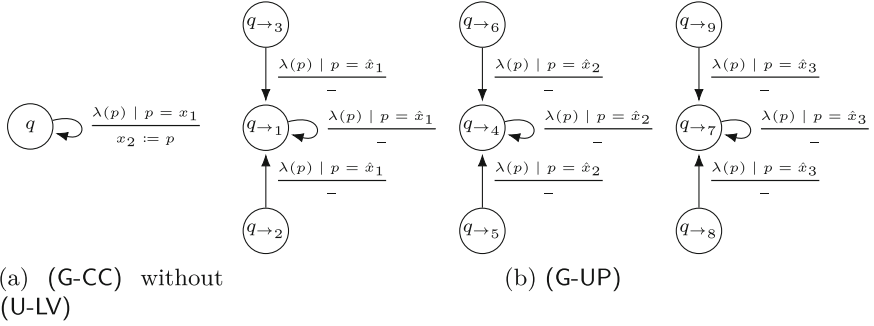 q→3 q→6 q→9
λ(p) | p = x̂1 λ(p) | p = x̂2 λ(p) | p = x̂3
– – –
q λ(p) | p = x1 q→1 λ(p) | p = x̂1 q→4 λ(p) | p = x̂2 q→7 λ(p) | p = x̂3
x2 := p – – –
λ(p) | p = x̂1 λ(p) | p = x̂2 λ(p) | p = x̂3
– – –
q→2 q→5 q→8
(a) (G-CC) without
(U-LV)
(b) (G-UP)